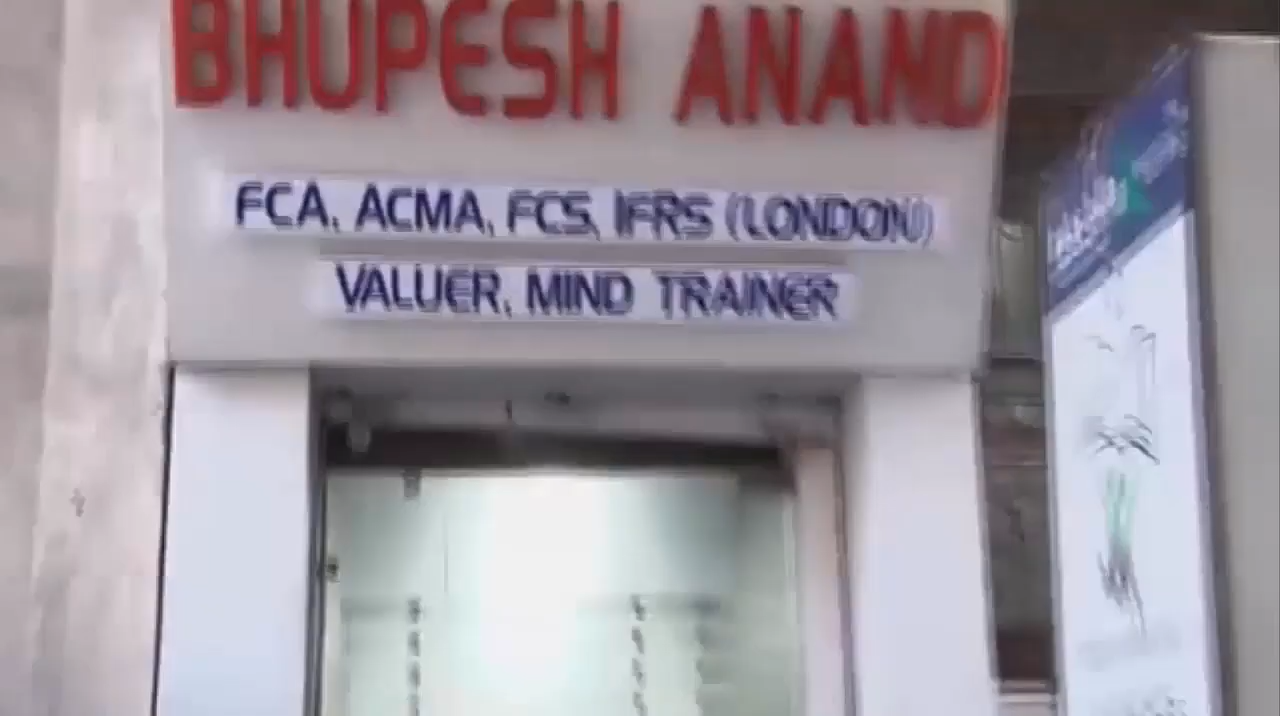 BHUPESH ANAND
FCA, ACMA, FCS, IFRS (LONDON)
VALUER, MIND TRAINER